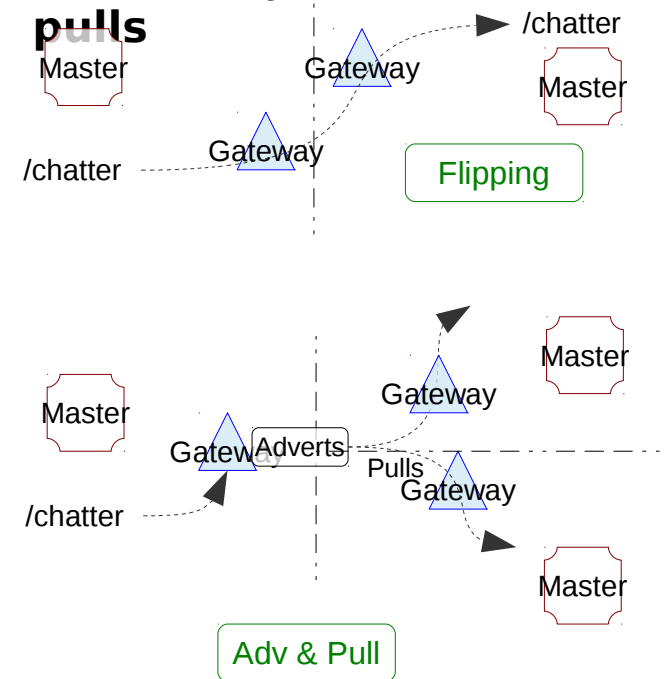 pulls
Master
Gateway
/chatter
Master
Gateway
/chatter
Flipping
Master
Gateway
Master
Gateway
Adverts
Pulls
Gateway
/chatter
Master
Adv & Pull